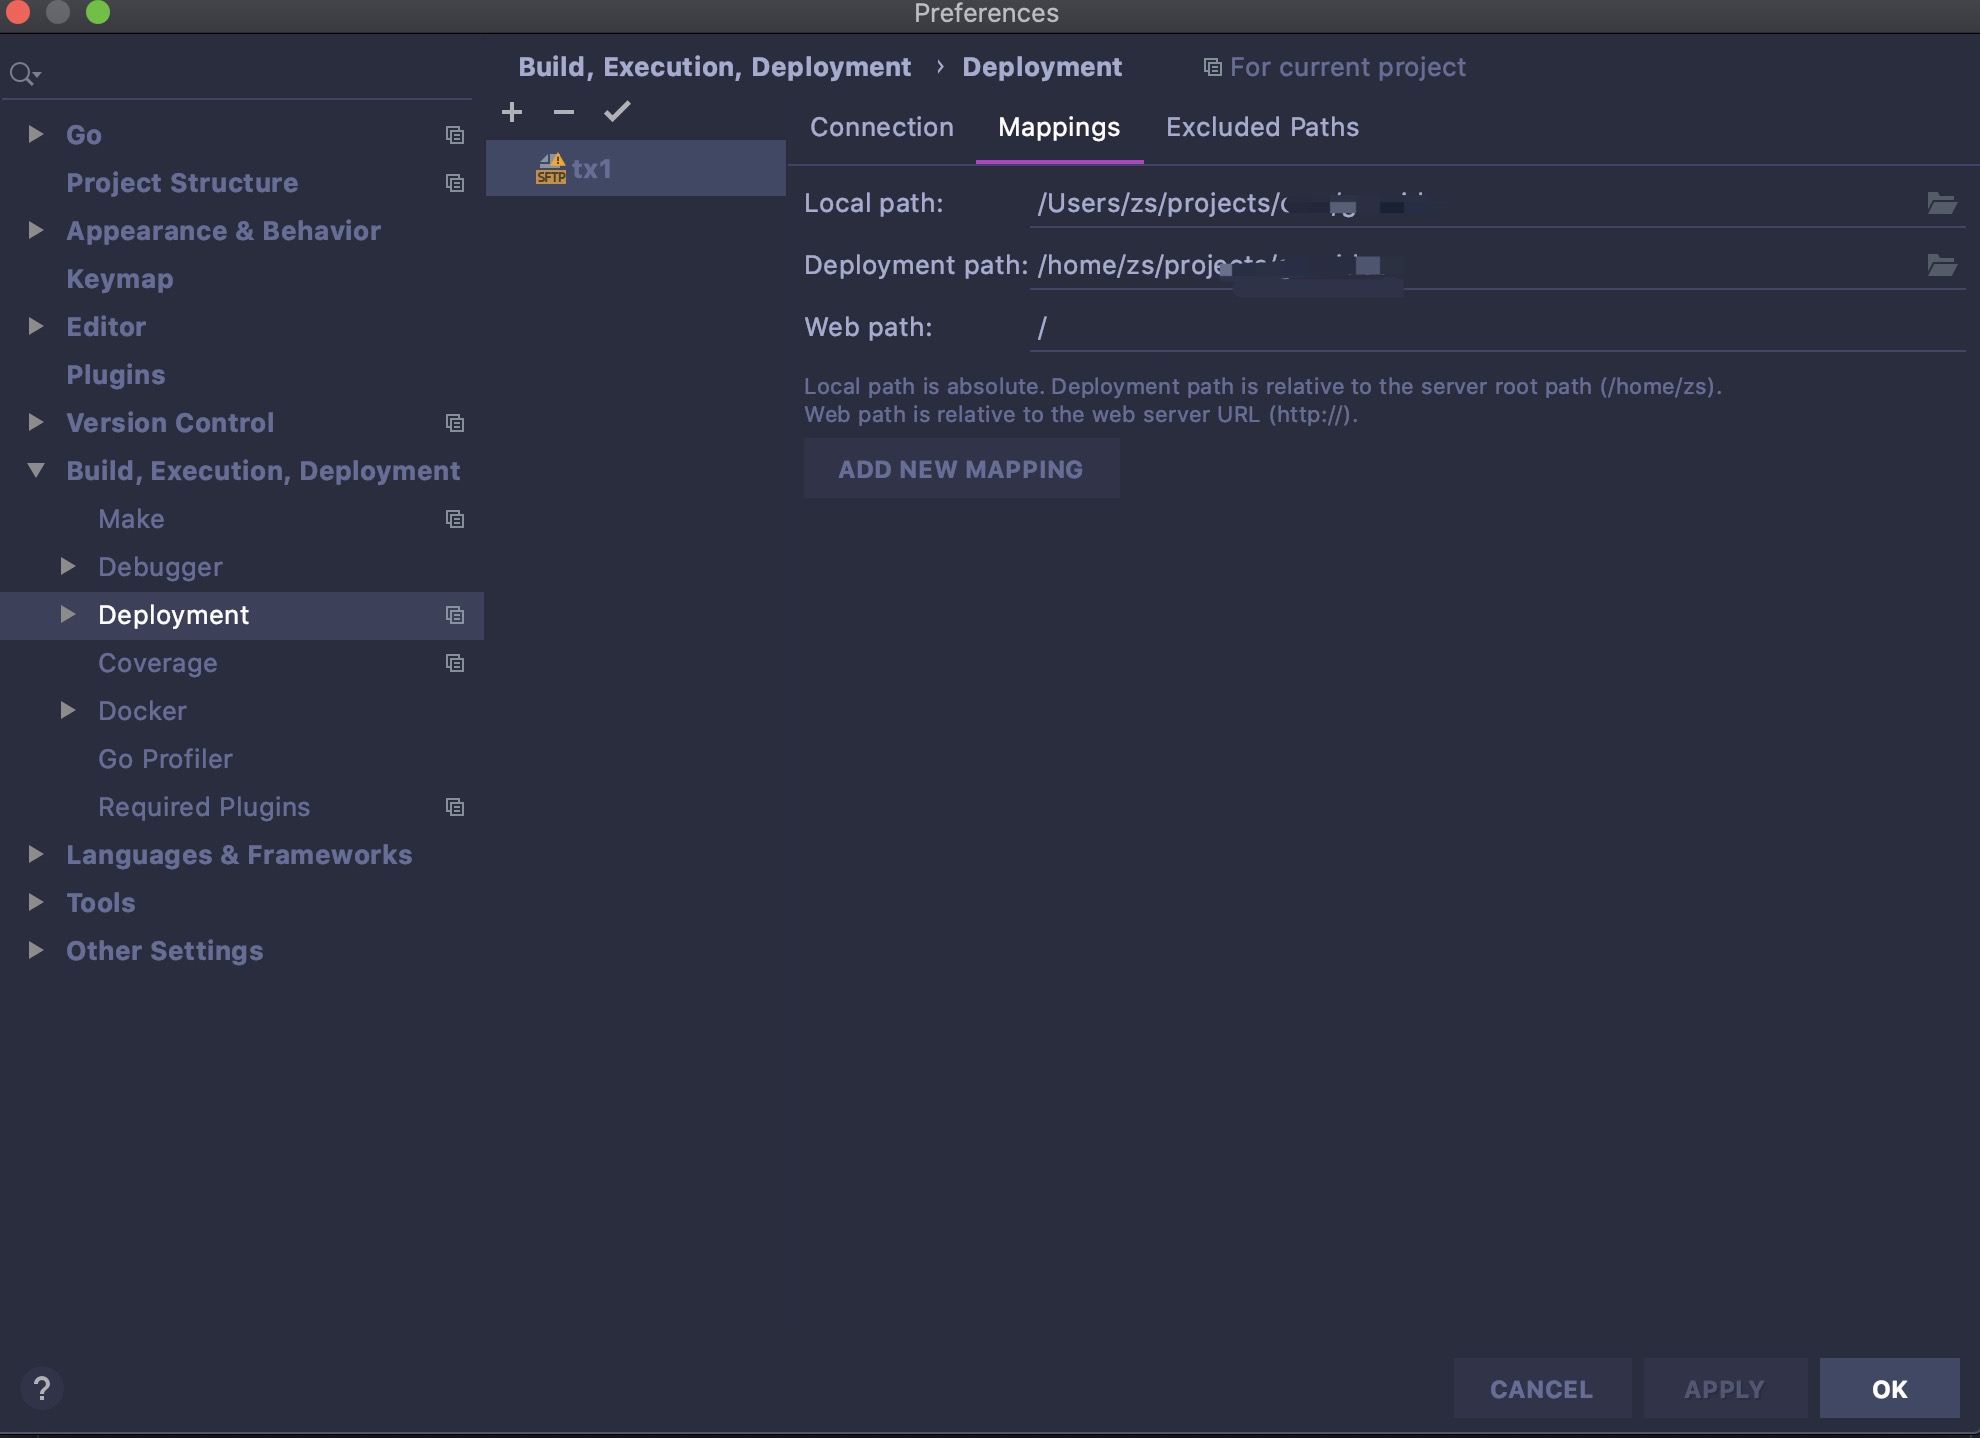 Preferences
Go
Project Structure
Appearance & Behavior
Keymap
Editor
Plugins
Version Control
Build, Execution, Deployment
Make
Debugger
Deployment
Coverage
Docker
Go Profiler
Required Plugins
Languages & Frameworks
Tools
Other Settings
?
Build, Execution, Deployment › Deployment For current project
SFTP tx1
Connection Mappings Excluded Paths
Local path: /Users/zs/projects/
Deployment path: /home/zs/projects/
Web path: /
Local path is absolute. Deployment path is relative to the server root path (/home/zs).
Web path is relative to the web server URL (http://).
ADD NEW MAPPING
CANCEL APPLY OK